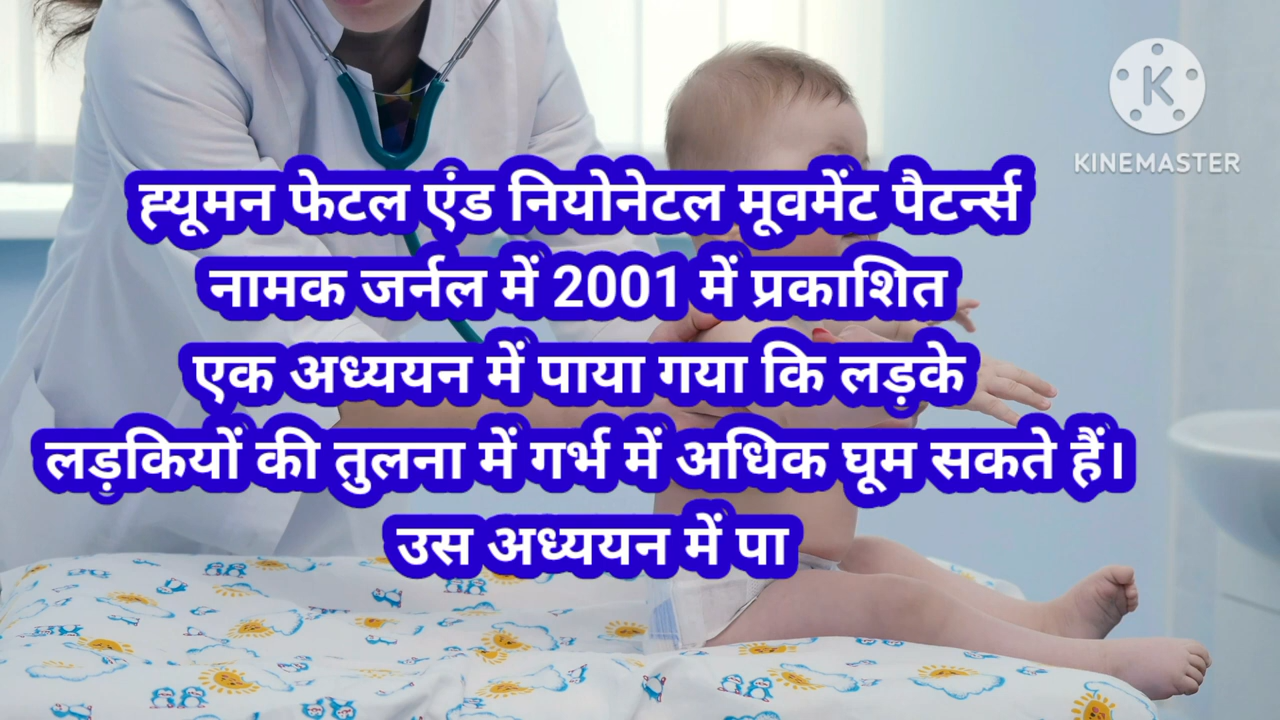 ह्यूमन फेटल एंड नियोनेटल मूवमेंट पैटर्न्स
नामक जर्नल में 2001 में प्रकाशित
एक अध्ययन में पाया गया कि लड़के
लड़कियों की तुलना में गर्भ में अधिक घूम सकते हैं।
उस अध्ययन में पा
K
KINEMASTER